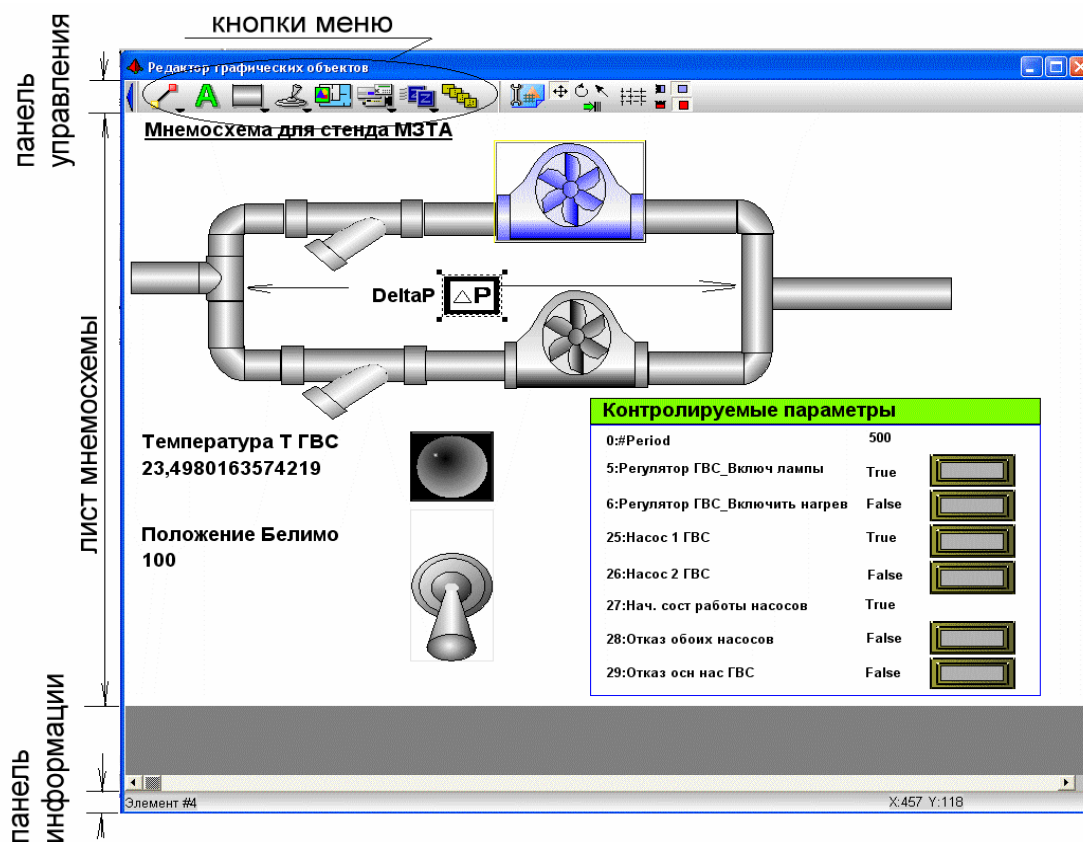 кнопки меню
панель
управления
Редактор графических объектов
A
Мнемосхема для стенда МЗТА
DeltaP
△P
лист мнемосхемы
Температура Т ГВС
23,4980163574219
Положение Белимо
100
Контролируемые параметры
0:#Period 500
5:Регулятор ГВС_Включ лампы True
6:Регулятор ГВС_Включить нагрев False
25:Насос 1 ГВС True
26:Насос 2 ГВС False
27:Нач. сост работы насосов True
28:Отказ обоих насосов False
29:Отказ осн нас ГВС False
панель
информации
Элемент #4 X:457 Y:118